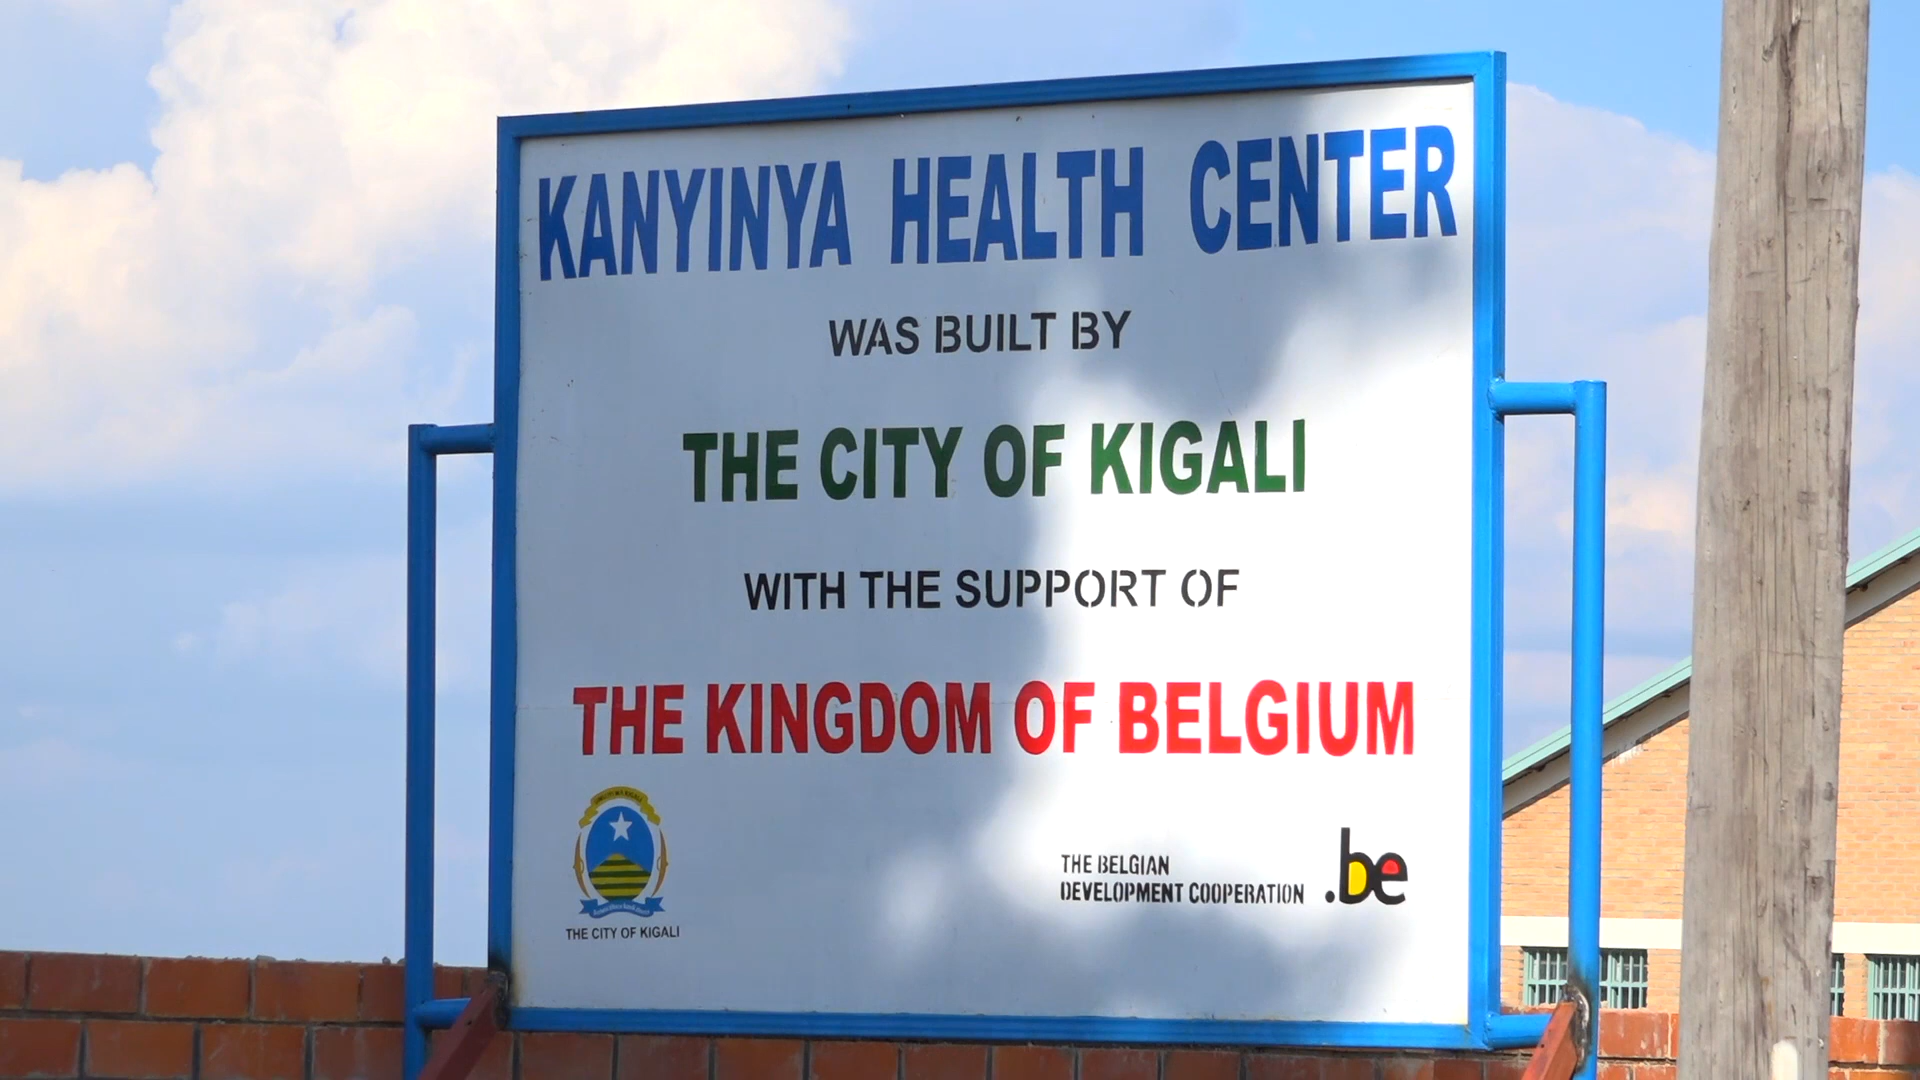 KANYINYA HEALTH CENTER
WAS BUILT BY
THE CITY OF KIGALI
WITH THE SUPPORT OF
THE KINGDOM OF BELGIUM
THE CITY OF KIGALI
THE BELGIAN
DEVELOPMENT COOPERATION
.be